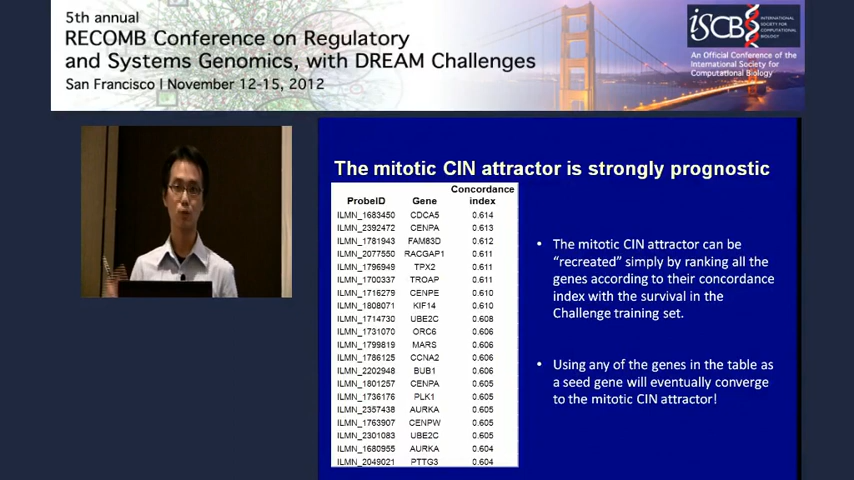 5th annual
RECOMB Conference on Regulatory
and Systems Genomics, with DREAM Challenges
San Francisco | November 12-15, 2012
iSCB
INTERNATIONAL
SOCIETY FOR
COMPUTATIONAL
BIOLOGY
An Official Conference of the
International Society for
Computational Biology
The mitotic CIN attractor is strongly prognostic
ProbeID Gene Concordance index
ILMN_1683450 CDCA5 0.614
ILMN_2392472 CENPA 0.613
ILMN_1781943 FAM83D 0.612
ILMN_2077550 RACGAP1 0.611
ILMN_1796949 TPX2 0.611
ILMN_1700337 TROAP 0.611
ILMN_1716279 CENPE 0.610
ILMN_1808071 KIF14 0.610
ILMN_1714730 UBE2C 0.608
ILMN_1731070 ORC6 0.606
ILMN_1799819 MARS 0.606
ILMN_1786125 CCNA2 0.606
ILMN_2202948 BUB1 0.606
ILMN_1801257 CENPA 0.605
ILMN_1736176 PLK1 0.605
ILMN_2357438 AURKA 0.605
ILMN_1763907 CENPW 0.605
ILMN_2301083 UBE2C 0.605
ILMN_1680955 AURKA 0.604
ILMN_2049021 PTTG3 0.604
• The mitotic CIN attractor can be
"recreated" simply by ranking all the
genes according to their concordance
index with the survival in the
Challenge training set.
• Using any of the genes in the table as
a seed gene will eventually converge
to the mitotic CIN attractor!